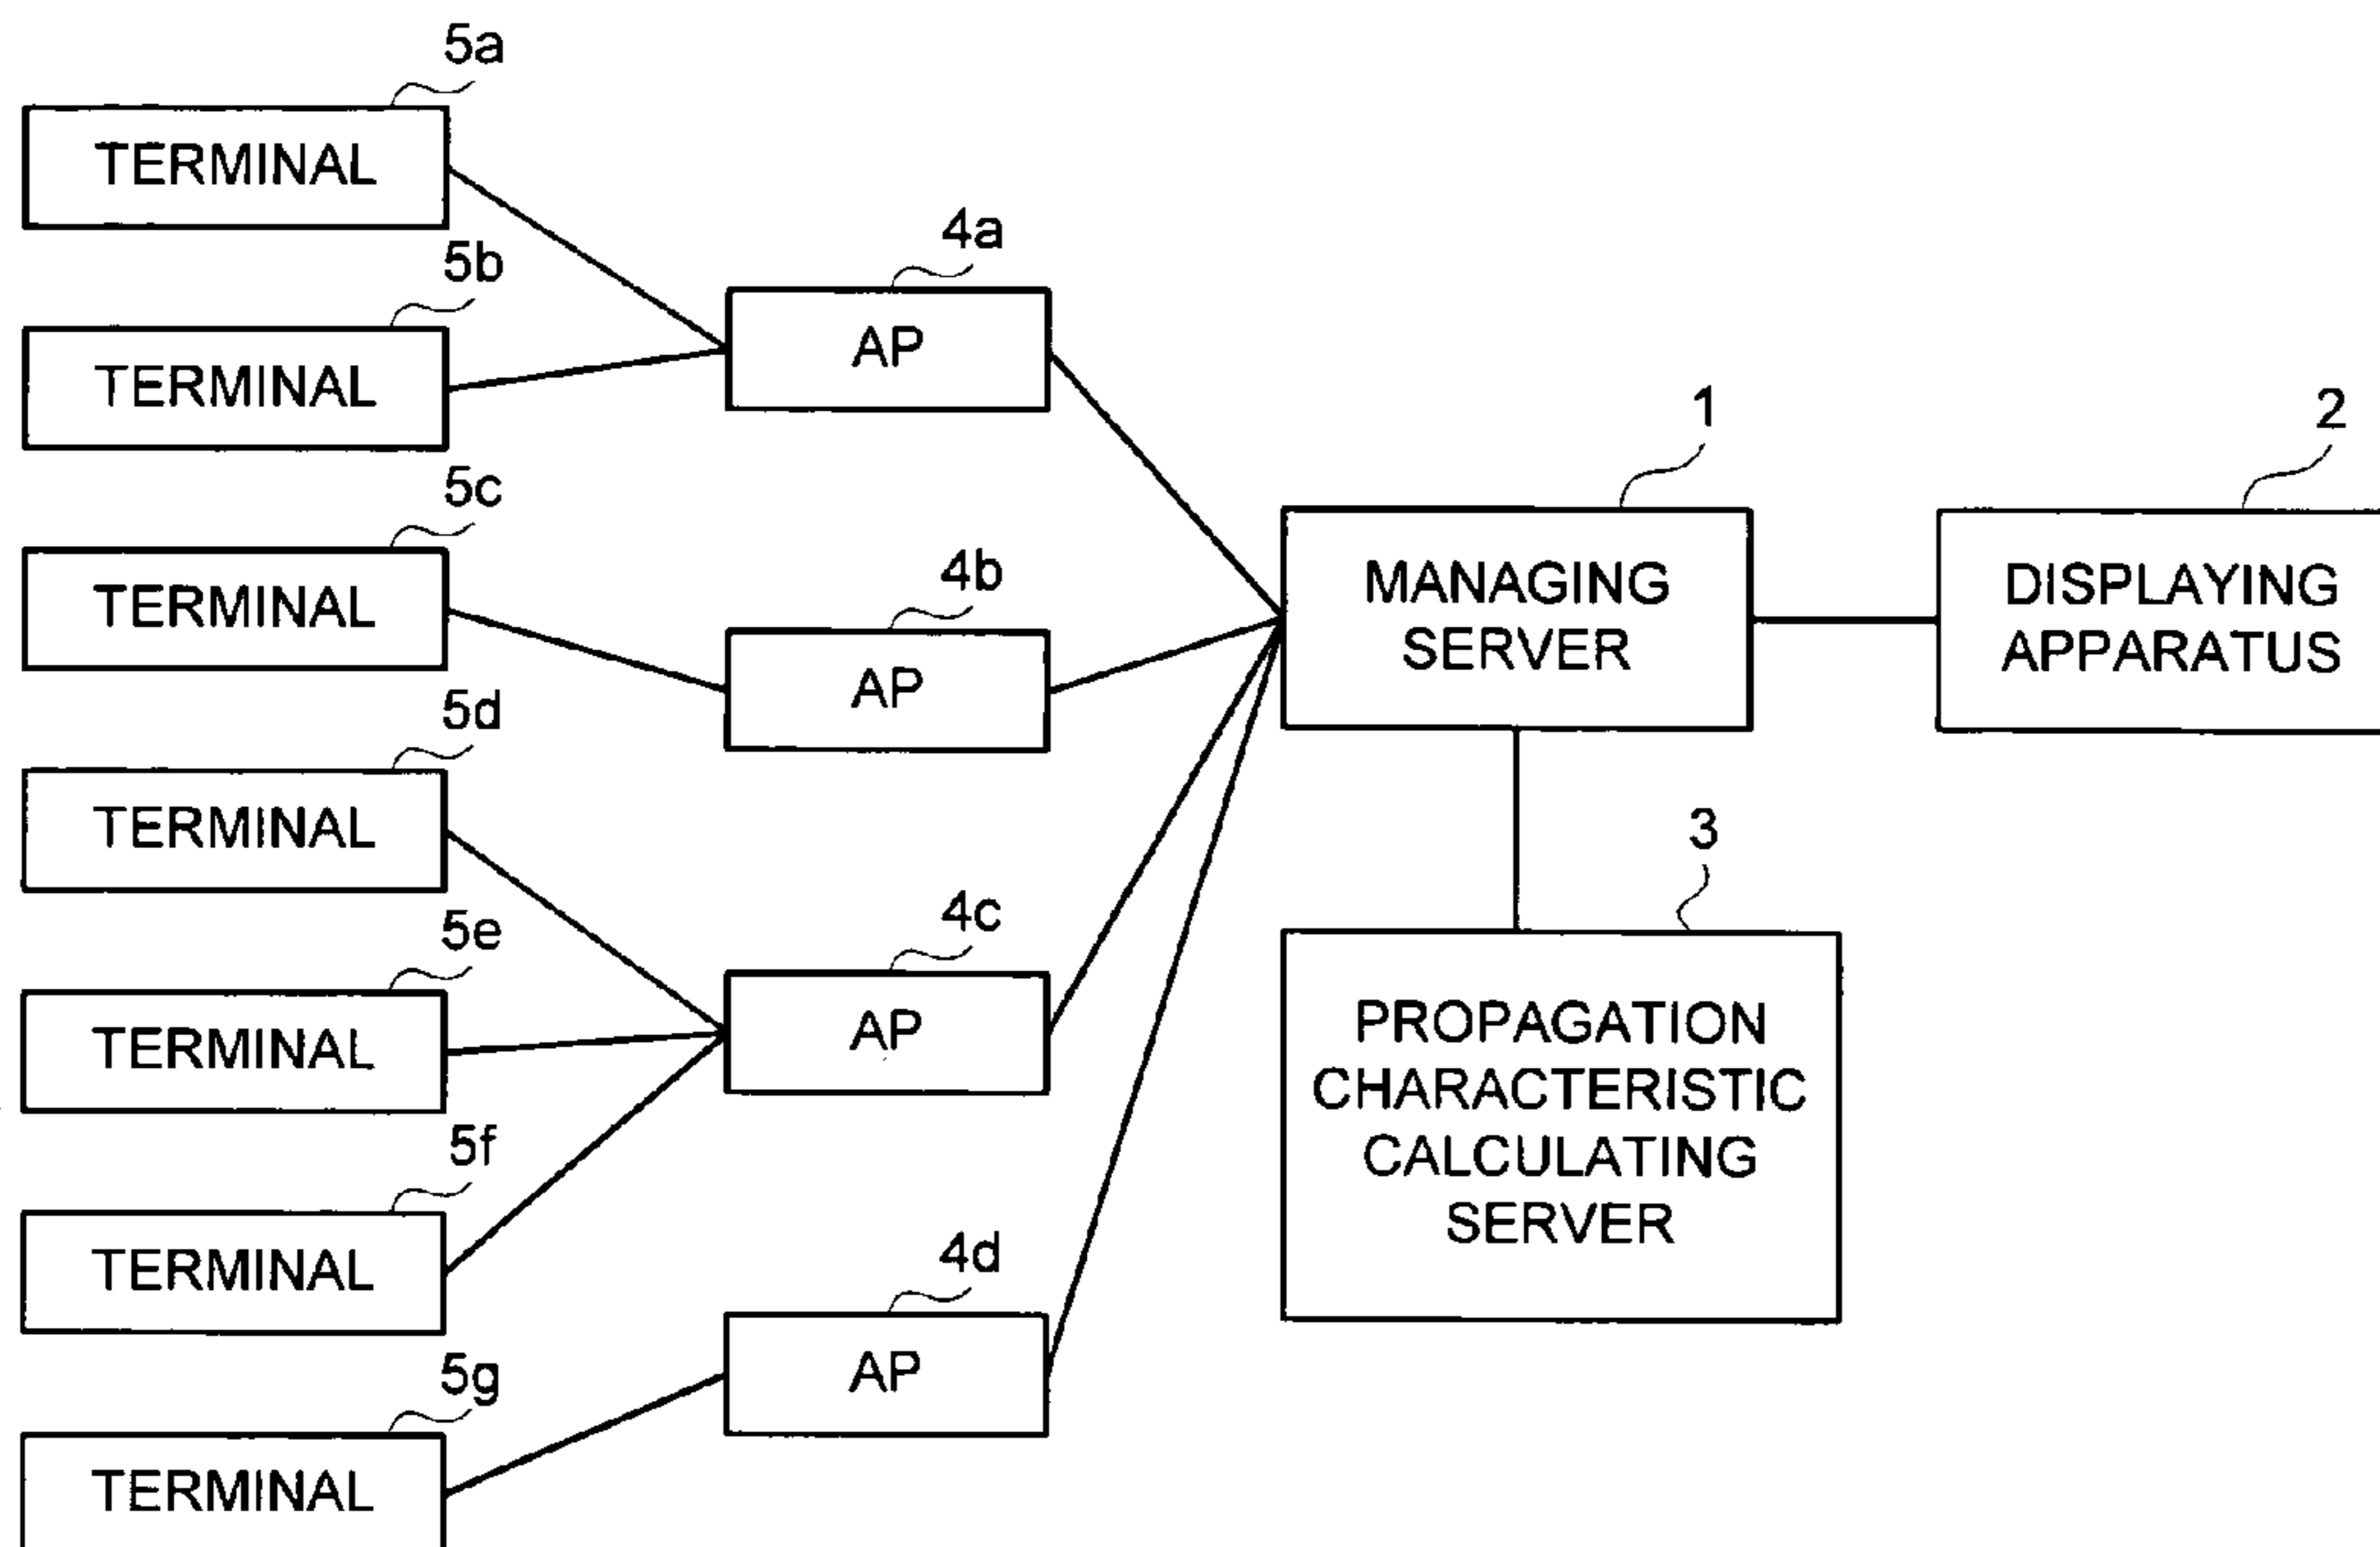 5a
TERMINAL
5b
TERMINAL
5c
TERMINAL
5d
TERMINAL
5e
TERMINAL
5f
TERMINAL
5g
TERMINAL
4a
AP
4b
AP
4c
AP
4d
AP
1
MANAGING
SERVER
2
DISPLAYING
APPARATUS
3
PROPAGATION
CHARACTERISTIC
CALCULATING
SERVER